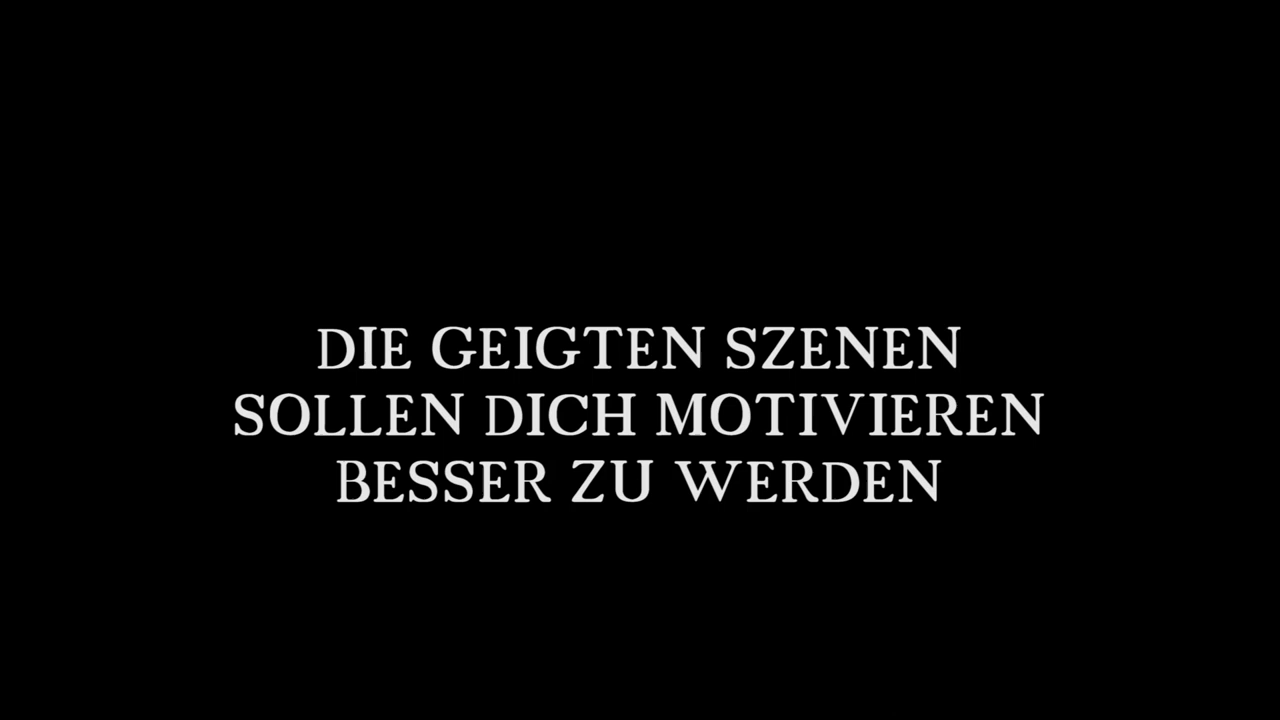 DIE GEIGTEN SZENEN
SOLLEN DICH MOTIVIEREN
BESSER ZU WERDEN